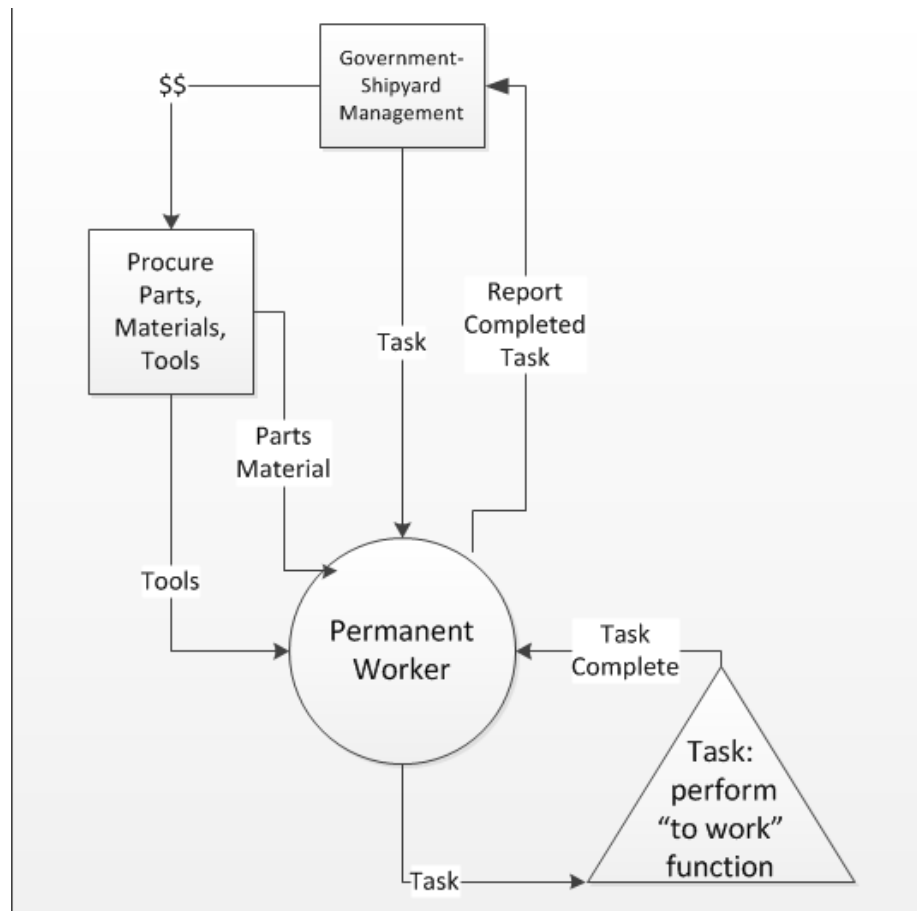 Government-
Shipyard
Management
$$
Procure
Parts,
Materials,
Tools
Task
Report
Completed
Task
Parts
Material
Tools
Permanent
Worker
Task
Complete
Task:
perform
“to work”
function
Task